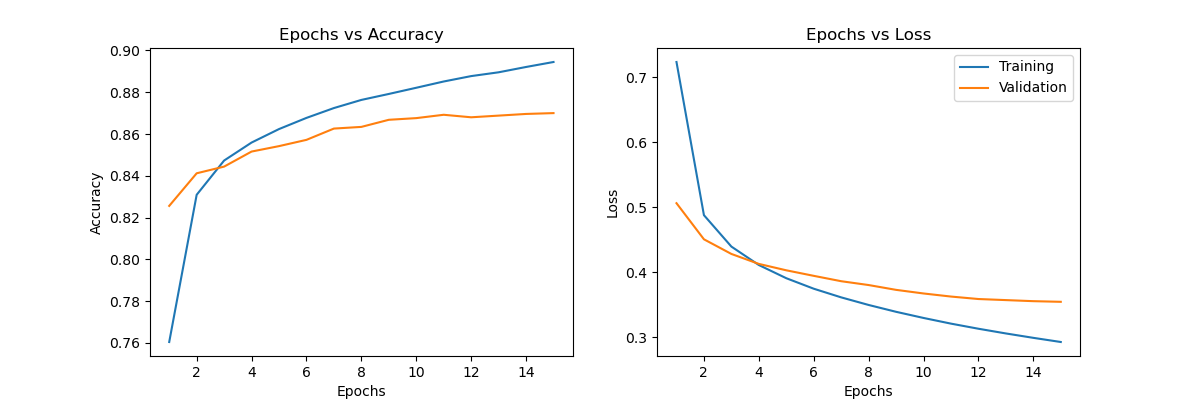 Epochs vs Accuracy
0.90
0.88
0.86
0.84
0.82
0.80
0.78
0.76
Accuracy
2 4 6 8 10 12 14
Epochs
Epochs vs Loss
Training
Validation
0.7
0.6
0.5
0.4
0.3
Loss
2 4 6 8 10 12 14
Epochs